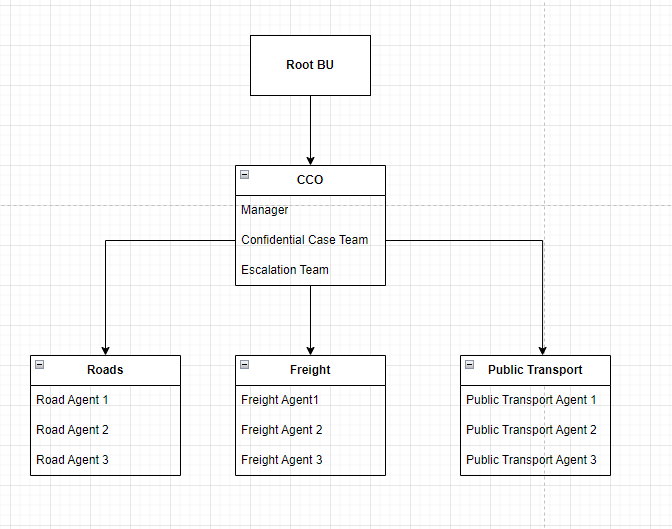 Root BU
CCO
Manager
Confidential Case Team
Escalation Team
Roads
Road Agent 1
Road Agent 2
Road Agent 3
Freight
Freight Agent1
Freight Agent 2
Freight Agent 3
Public Transport
Public Transport Agent 1
Public Transport Agent 2
Public Transport Agent 3